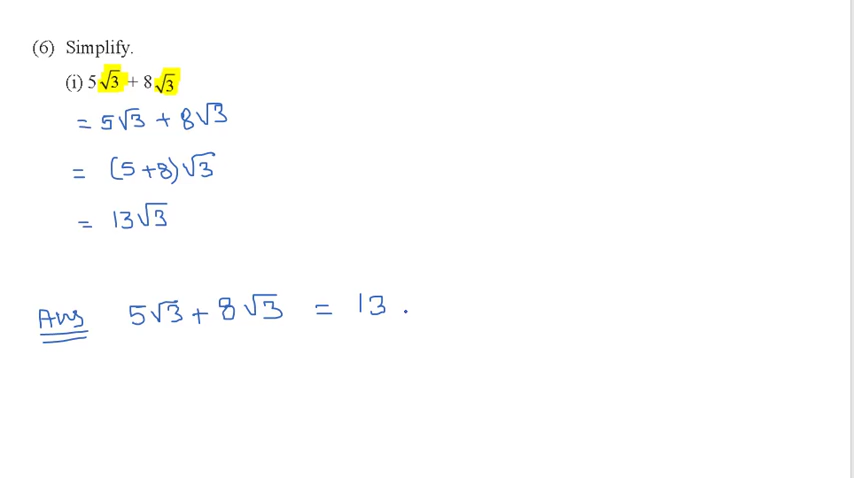 (6) Simplify.
(i) 5√3 + 8√3
= 5√3 + 8√3
= (5+8)√3
= 13√3
Ans 5√3 + 8√3 = 13 .